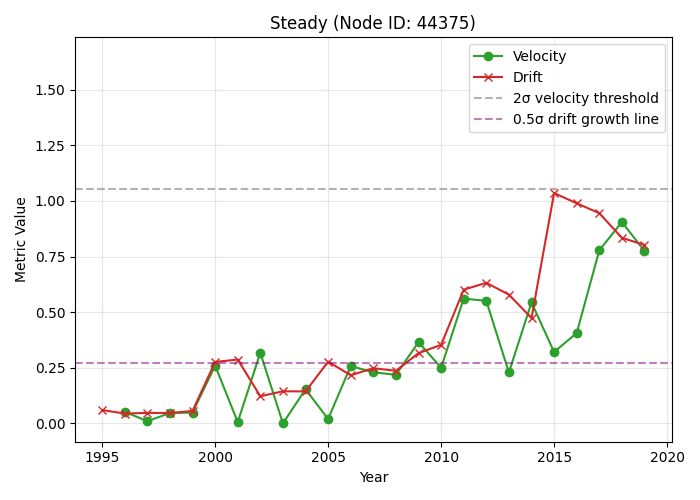 Steady (Node ID: 44375)
Velocity
Drift
2σ velocity threshold
0.5σ drift growth line
1.50
1.25
1.00
0.75
0.50
0.25
0.00
Metric Value
1995
2000
2005
2010
2015
2020
Year